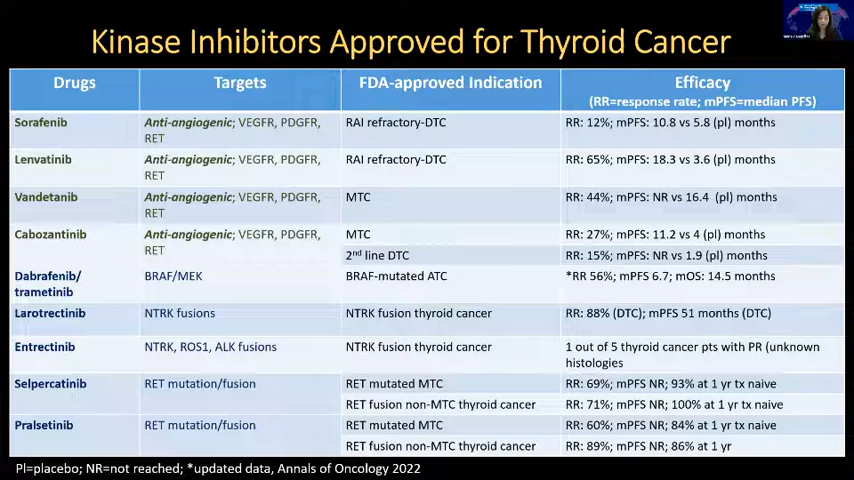 Kinase Inhibitors Approved for Thyroid Cancer
Drugs Targets FDA-approved Indication Efficacy
(RR=response rate; mPFS=median PFS)
Sorafenib Anti-angiogenic; VEGFR, PDGFR, RAI refractory-DTC RR: 12%; mPFS: 10.8 vs 5.8 (pl) months
RET
Lenvatinib Anti-angiogenic; VEGFR, PDGFR, RAI refractory-DTC RR: 65%; mPFS: 18.3 vs 3.6 (pl) months
RET
Vandetanib Anti-angiogenic; VEGFR, PDGFR, MTC RR: 44%; mPFS: NR vs 16.4 (pl) months
RET
Cabozantinib Anti-angiogenic; VEGFR, PDGFR, MTC RR: 27%; mPFS: 11.2 vs 4 (pl) months
RET 2nd line DTC RR: 15%; mPFS: NR vs 1.9 (pl) months
Dabrafenib/ BRAF/MEK BRAF-mutated ATC *RR 56%; mPFS 6.7; mOS: 14.5 months
trametinib
Larotrectinib NTRK fusions NTRK fusion thyroid cancer RR: 88% (DTC); mPFS 51 months (DTC)
Entrectinib NTRK, ROS1, ALK fusions NTRK fusion thyroid cancer 1 out of 5 thyroid cancer pts with PR (unknown
histologies
Selpercatinib RET mutation/fusion RET mutated MTC RR: 69%; mPFS NR; 93% at 1 yr tx naive
RET fusion non-MTC thyroid cancer RR: 71%; mPFS NR; 100% at 1 yr tx naive
Pralsetinib RET mutation/fusion RET mutated MTC RR: 60%; mPFS NR; 84% at 1 yr tx naive
RET fusion non-MTC thyroid cancer RR: 89%; mPFS NR; 86% at 1 yr
Pl=placebo; NR=not reached; *updated data, Annals of Oncology 2022